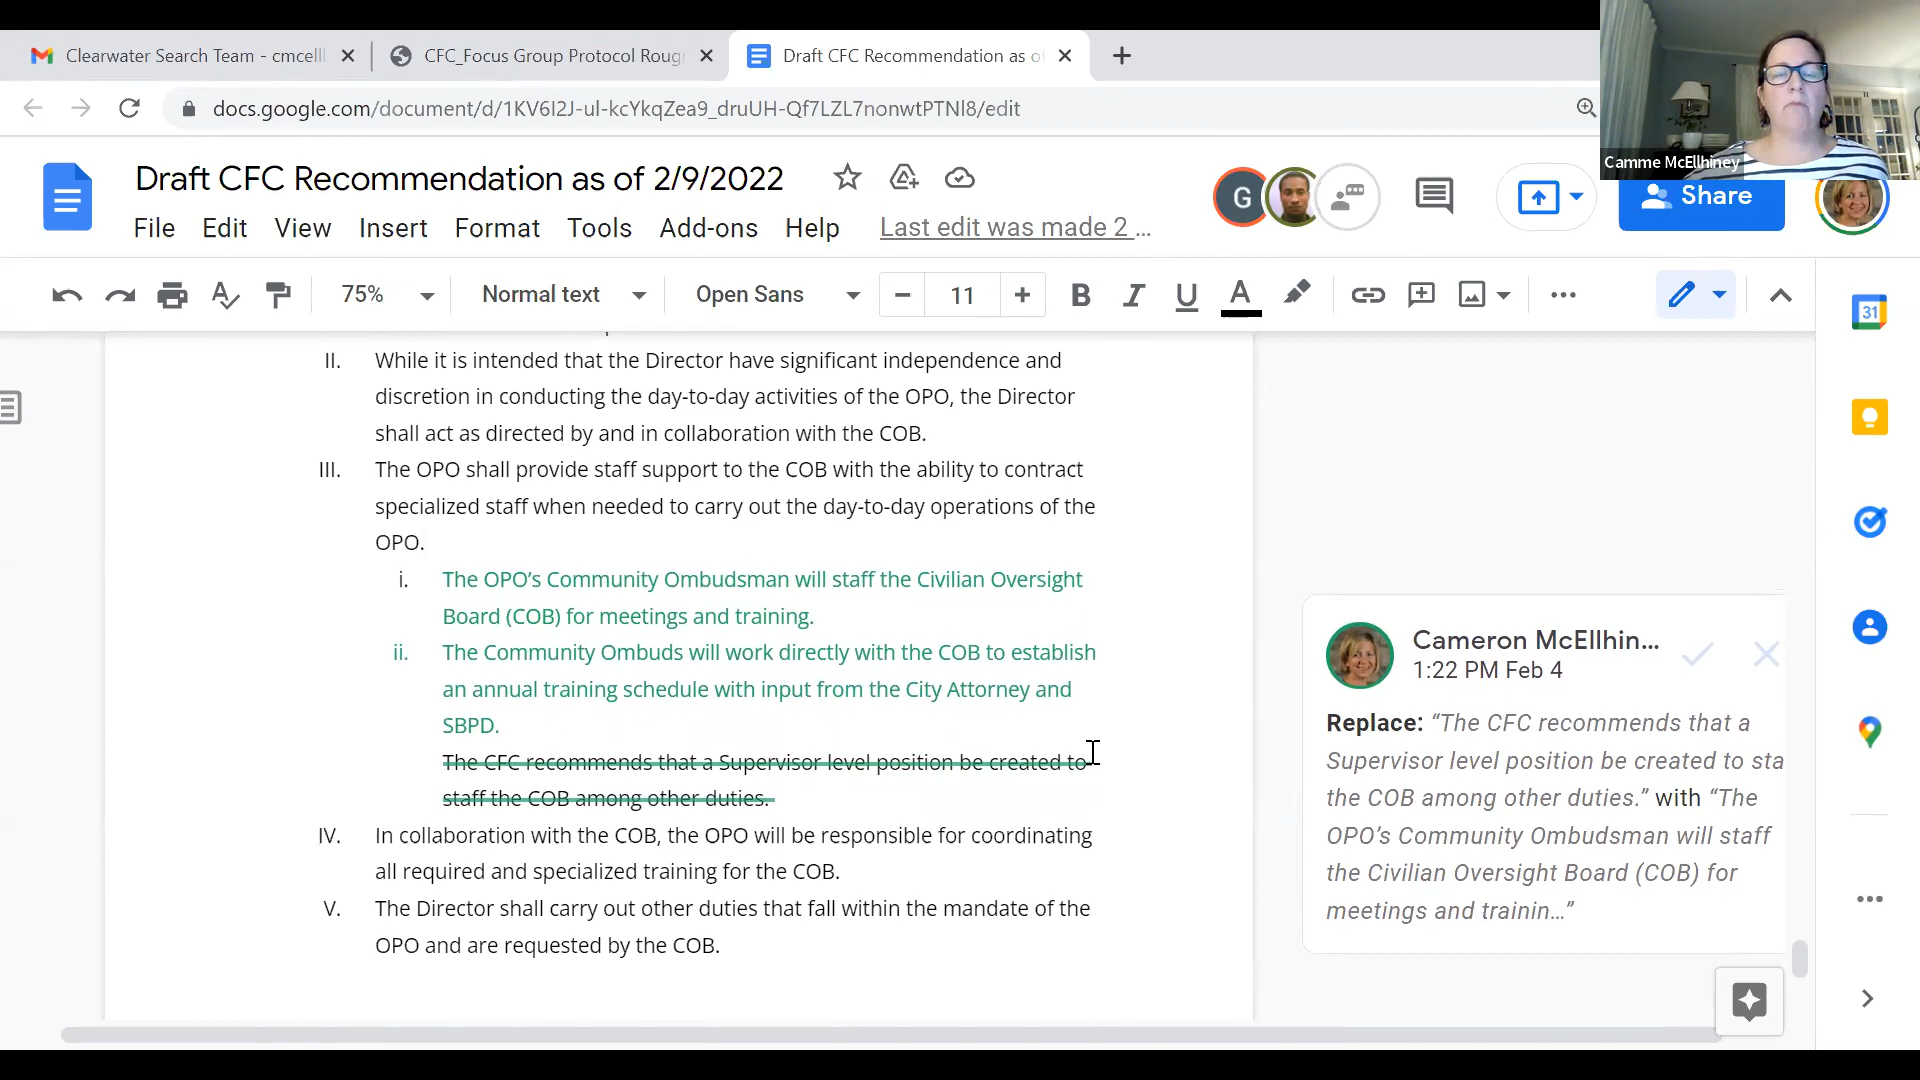 Clearwater Search Team - cmcelll
CFC_Focus Group Protocol Roug
Draft CFC Recommendation as o
docs.google.com/document/d/1KV6I2J-ul-kcYkqZea9_druUH-Qf7LZL7nonwtPTNl8/edit
Camme McEllhiney
Draft CFC Recommendation as of 2/9/2022
G
Share
File Edit View Insert Format Tools Add-ons Help Last edit was made 2 ...
75% Normal text Open Sans 11 B I U A
31
II. While it is intended that the Director have significant independence and
discretion in conducting the day-to-day activities of the OPO, the Director
shall act as directed by and in collaboration with the COB.
III. The OPO shall provide staff support to the COB with the ability to contract
specialized staff when needed to carry out the day-to-day operations of the
OPO.
i. The OPO’s Community Ombudsman will staff the Civilian Oversight
Board (COB) for meetings and training.
ii. The Community Ombuds will work directly with the COB to establish
an annual training schedule with input from the City Attorney and
SBPD.
The CFC recommends that a Supervisor level position be created to
staff the COB among other duties.
IV. In collaboration with the COB, the OPO will be responsible for coordinating
all required and specialized training for the COB.
V. The Director shall carry out other duties that fall within the mandate of the
OPO and are requested by the COB.
Cameron McEllhin...
1:22 PM Feb 4
Replace: “The CFC recommends that a
Supervisor level position be created to sta
the COB among other duties.” with “The
OPO’s Community Ombudsman will staff
the Civilian Oversight Board (COB) for
meetings and trainin…”